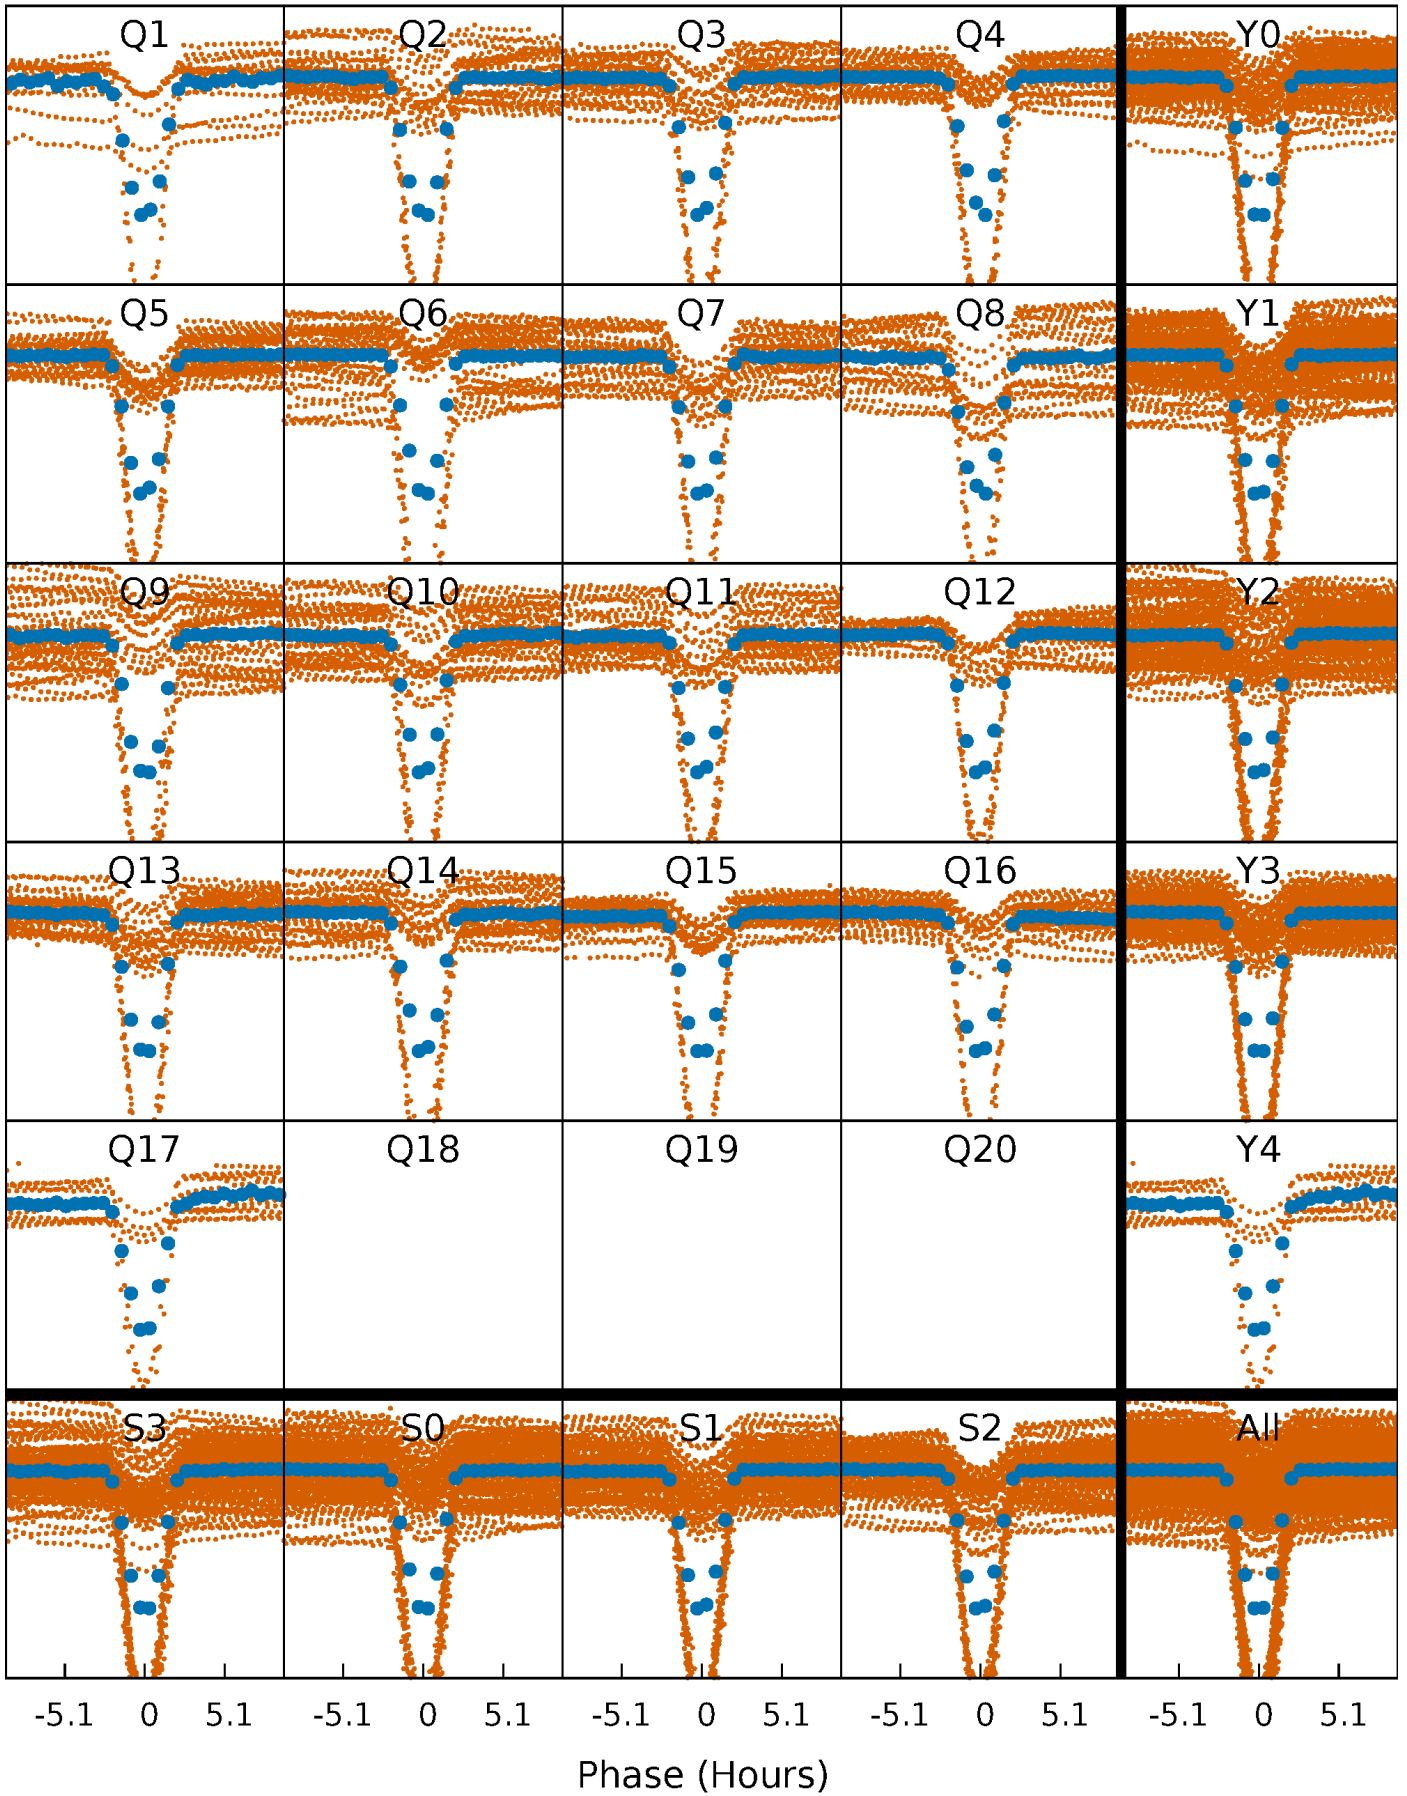 Q1 Q2 Q3 Q4 Y0
Q5 Q6 Q7 Q8 Y1
Q9 Q10 Q11 Q12 Y2
Q13 Q14 Q15 Q16 Y3
Q17 Q18 Q19 Q20 Y4
S3 S0 S1 S2 All
-5.1 0 5.1 -5.1 0 5.1 -5.1 0 5.1 -5.1 0 5.1 -5.1 0 5.1
Phase (Hours)